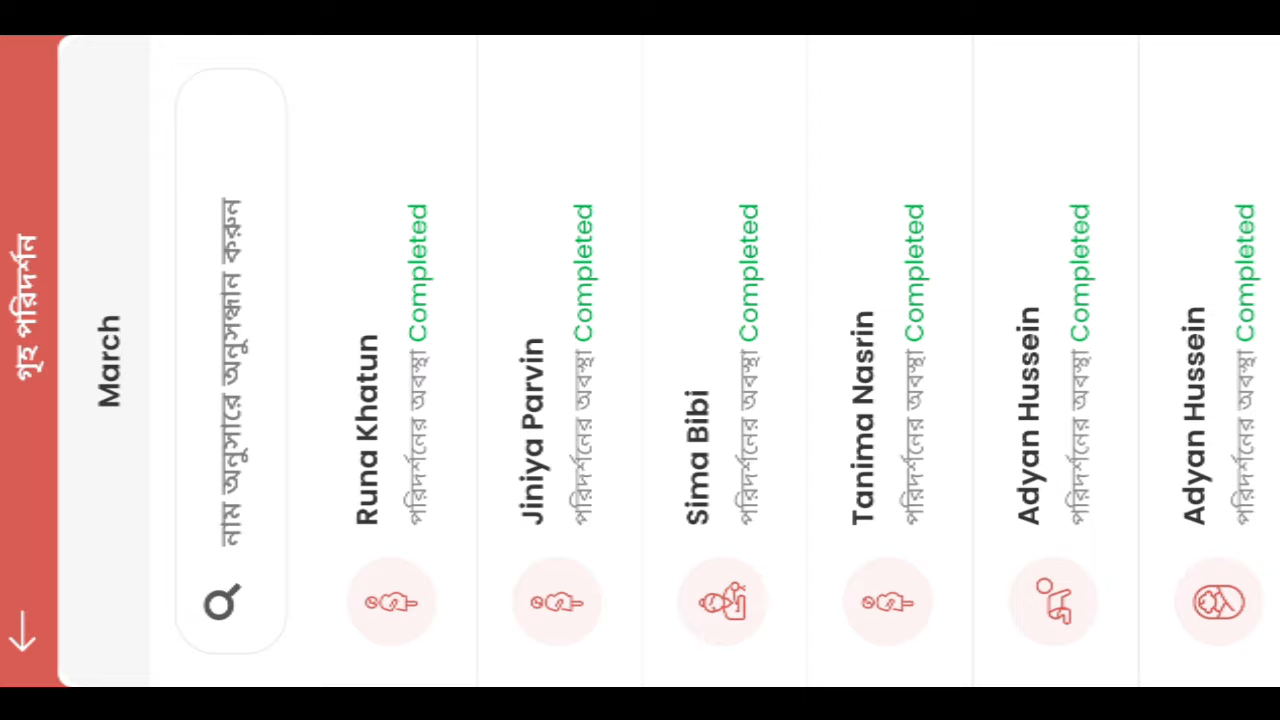 গৃহ পরিদর্শন
March
নাম অনুসারে অনুসন্ধান করুন
Runa Khatun
পরিদর্শনের অবস্থা Completed
Jiniya Parvin
পরিদর্শনের অবস্থা Completed
Sima Bibi
পরিদর্শনের অবস্থা Completed
Tanima Nasrin
পরিদর্শনের অবস্থা Completed
Adyan Hussein
পরিদর্শনের অবস্থা Completed
Adyan Hussein
পরিদর্শনের অবস্থা Completed